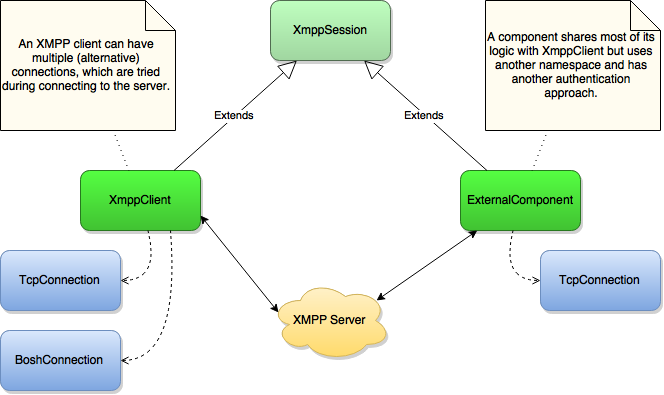 An XMPP client can have
multiple (alternative)
connections, which are tried
during connecting to the server.
XmppSession
A component shares most of its
logic with XmppClient but uses
another namespace and has
another authentication
approach.
Extends
Extends
XmppClient
ExternalComponent
TcpConnection
TcpConnection
XMPP Server
BoshConnection